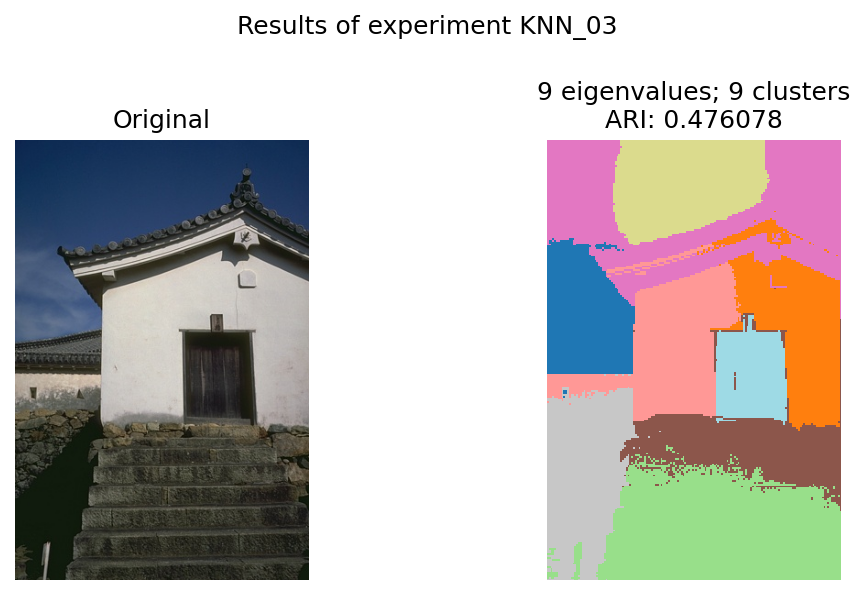 Results of experiment KNN_03
Original
9 eigenvalues; 9 clusters
ARI: 0.476078